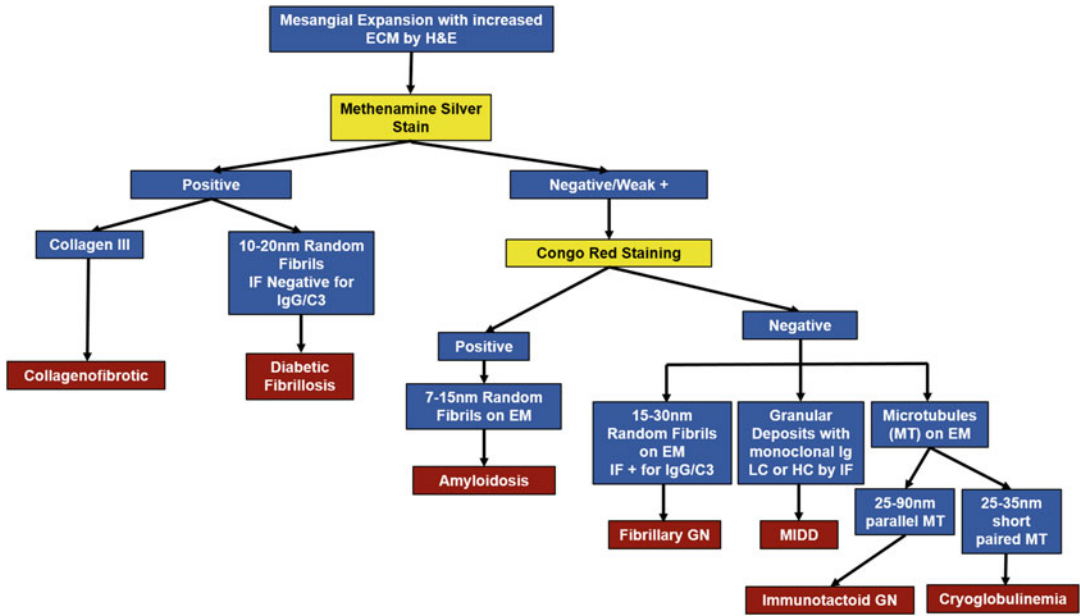 Mesangial Expansion with increased
ECM by H&E
Methenamine Silver
Stain
Positive
Negative/Weak +
Collagen III
10-20nm Random
Fibrils
IF Negative for
IgG/C3
Congo Red Staining
Collagenofibrotic
Diabetic
Fibrillosis
Positive
Negative
7-15nm Random
Fibrils on EM
15-30nm
Random Fibrils
on EM
IF + for IgG/C3
Granular
Deposits with
monoclonal Ig
LC or HC by IF
Microtubules
(MT) on EM
Amyloidosis
25-90nm
parallel MT
25-35nm
short
paired MT
Fibrillary GN
MIDD
Immunotactoid GN
Cryoglobulinemia